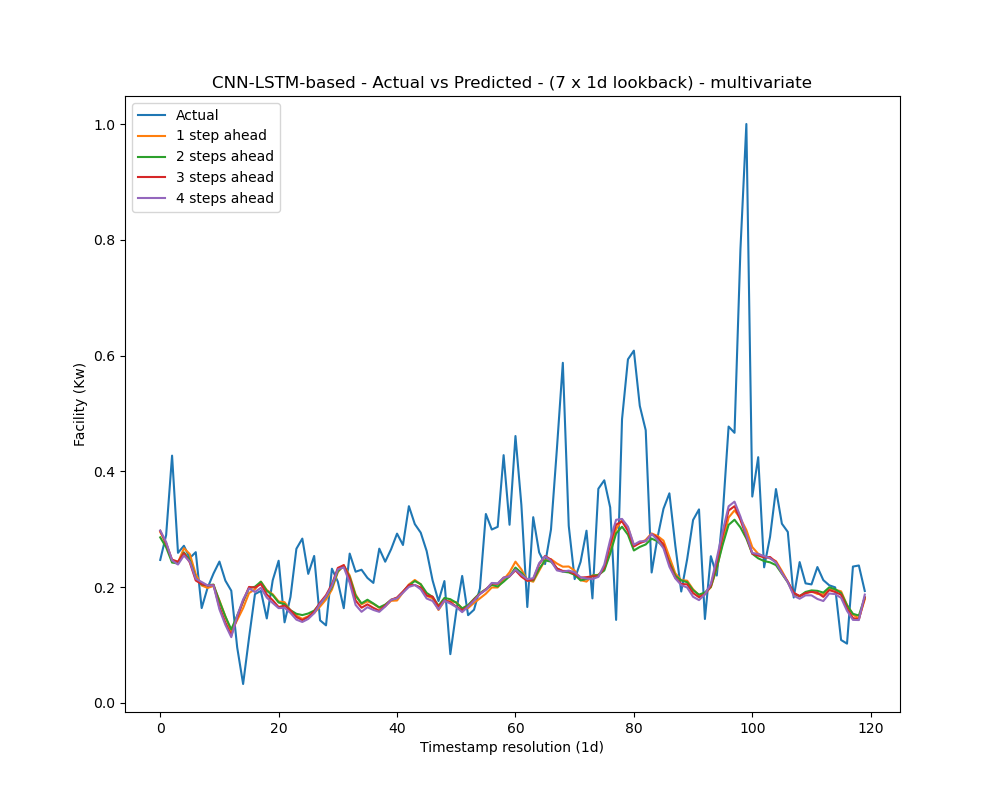 CNN-LSTM-based - Actual vs Predicted - (7 x 1d lookback) - multivariate
Actual
1 step ahead
2 steps ahead
3 steps ahead
4 steps ahead
1.0
0.8
0.6
0.4
0.2
0.0
Facility (Kw)
0 20 40 60 80 100 120
Timestamp resolution (1d)